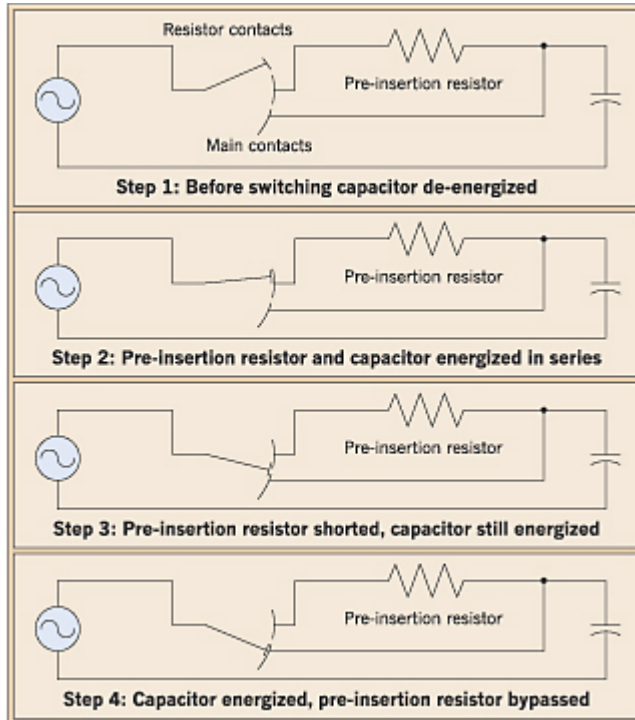 Resistor contacts
Pre-insertion resistor
Main contacts
Step 1: Before switching capacitor de-energized
Pre-insertion resistor
Step 2: Pre-insertion resistor and capacitor energized in series
Pre-insertion resistor
Step 3: Pre-insertion resistor shorted, capacitor still energized
Pre-insertion resistor
Step 4: Capacitor energized, pre-insertion resistor bypassed